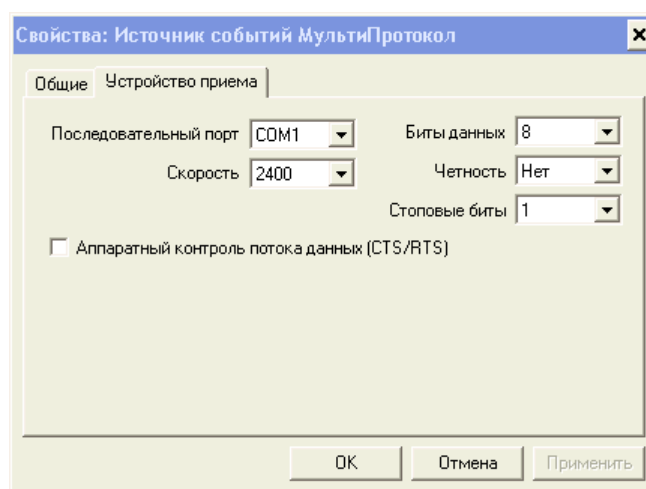 Свойства: Источник событий МультиПротокол
Общие Устройство приема
Последовательный порт COM1 Биты данных 8
Скорость 2400 Четность Нет
Стоповые биты 1
Аппаратный контроль потока данных (CTS/RTS)
OK Отмена Применить